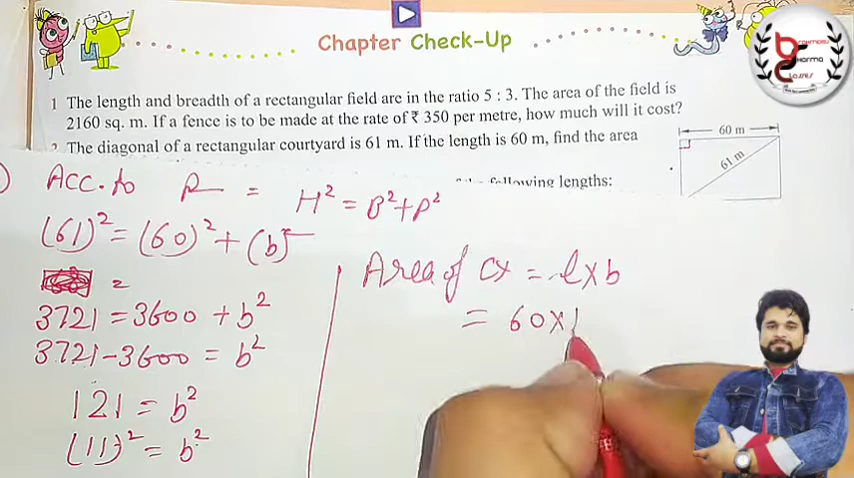 Chapter Check-Up
1 The length and breadth of a rectangular field are in the ratio 5 : 3. The area of the field is
2160 sq. m. If a fence is to be made at the rate of ₹ 350 per metre, how much will it cost?
The diagonal of a rectangular courtyard is 61 m. If the length is 60 m, find the area
following lengths:
60 m
61 m
Acc. to P = H² = B²+P²
(61)² = (60)² + (b)²
=
3721 = 3600 + b²
3721-3600 = b²
121 = b²
(11)² = b²
Area of = l×b
= 60×1
Classes